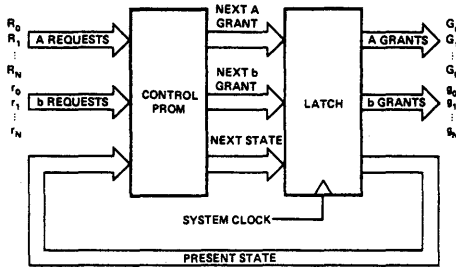 R0
R1
⋮
RN
A REQUESTS
r0
r1
⋮
rN
b REQUESTS
CONTROL
PROM
NEXT A
GRANT
NEXT b
GRANT
NEXT STATE
LATCH
SYSTEM CLOCK
A GRANTS
b GRANTS
PRESENT STATE